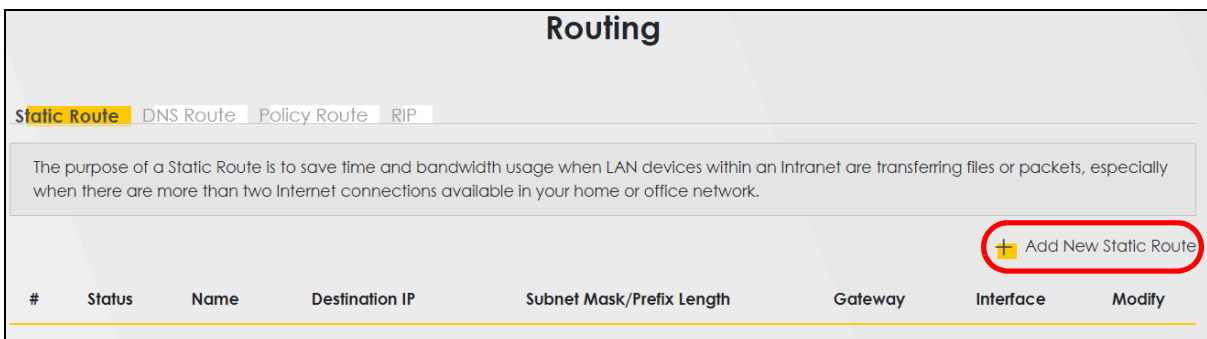 Routing
Static Route DNS Route Policy Route RIP
The purpose of a Static Route is to save time and bandwidth usage when LAN devices within an Intranet are transferring files or packets, especially
when there are more than two Internet connections available in your home or office network.
+ Add New Static Route
# Status Name Destination IP Subnet Mask/Prefix Length Gateway Interface Modify